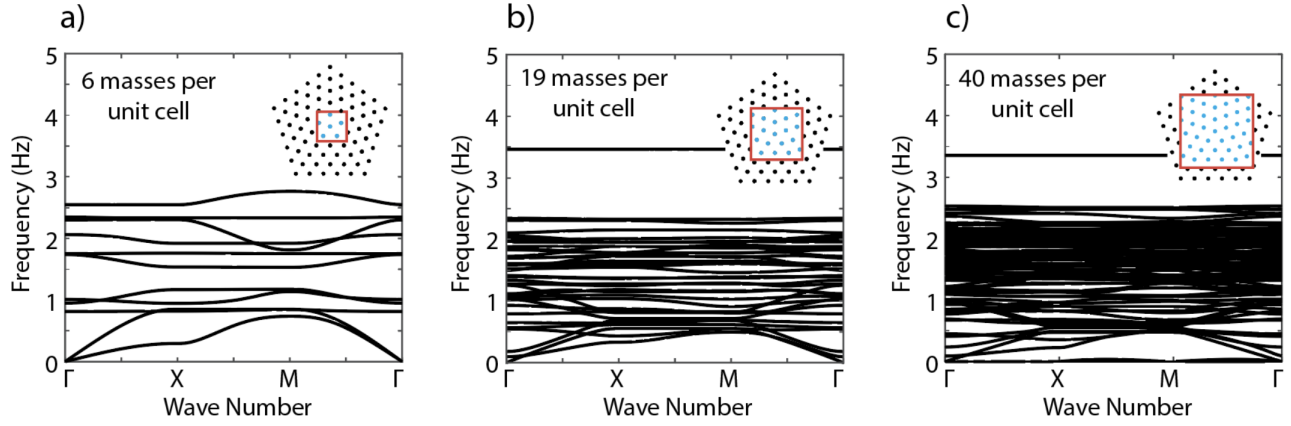 a)
6 masses per
unit cell
5
4
3
2
1
0
Frequency (Hz)
Γ X M Γ
Wave Number
b)
19 masses per
unit cell
5
4
3
2
1
0
Frequency (Hz)
Γ X M Γ
Wave Number
c)
40 masses per
unit cell
5
4
3
2
1
0
Frequency (Hz)
Γ X M Γ
Wave Number